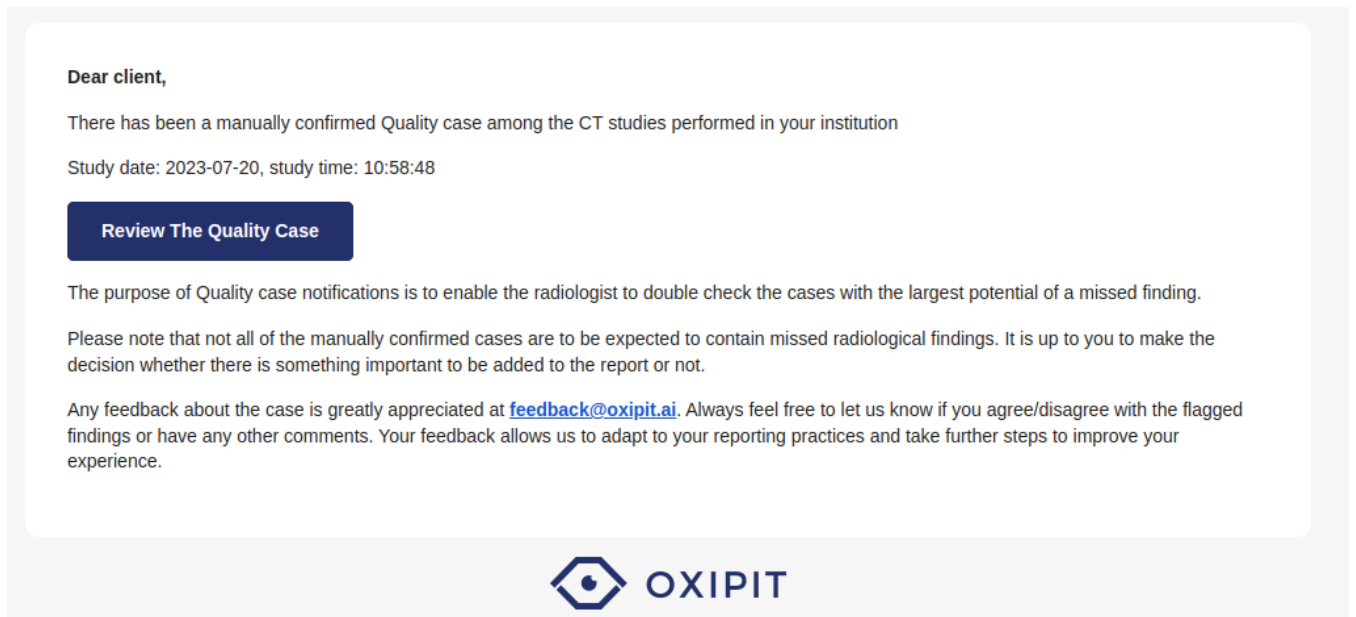 Dear client,
There has been a manually confirmed Quality case among the CT studies performed in your institution
Study date: 2023-07-20, study time: 10:58:48
Review The Quality Case
The purpose of Quality case notifications is to enable the radiologist to double check the cases with the largest potential of a missed finding.
Please note that not all of the manually confirmed cases are to be expected to contain missed radiological findings. It is up to you to make the
decision whether there is something important to be added to the report or not.
Any feedback about the case is greatly appreciated at feedback@oxipit.ai. Always feel free to let us know if you agree/disagree with the flagged
findings or have any other comments. Your feedback allows us to adapt to your reporting practices and take further steps to improve your
experience.
OXIPIT